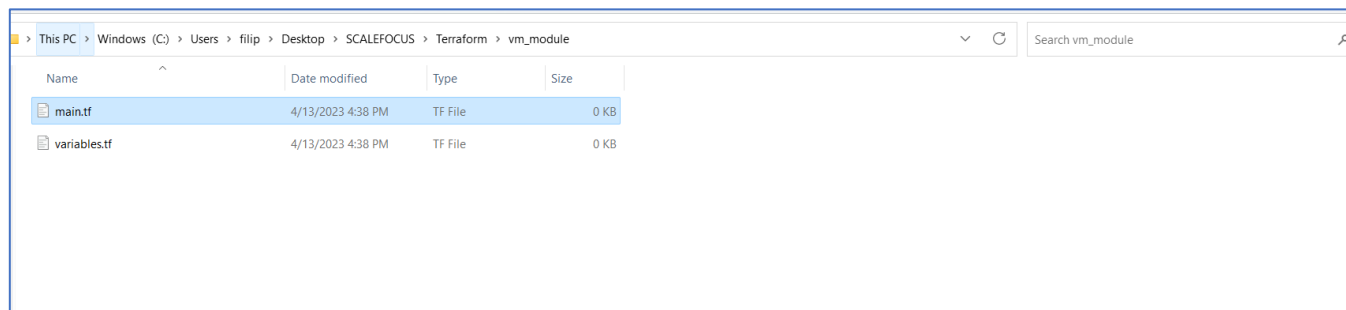 This PC > Windows (C:) > Users > filip > Desktop > SCALEFOCUS > Terraform > vm_module Search vm_module
Name Date modified Type Size
main.tf 4/13/2023 4:38 PM TF File 0 KB
variables.tf 4/13/2023 4:38 PM TF File 0 KB